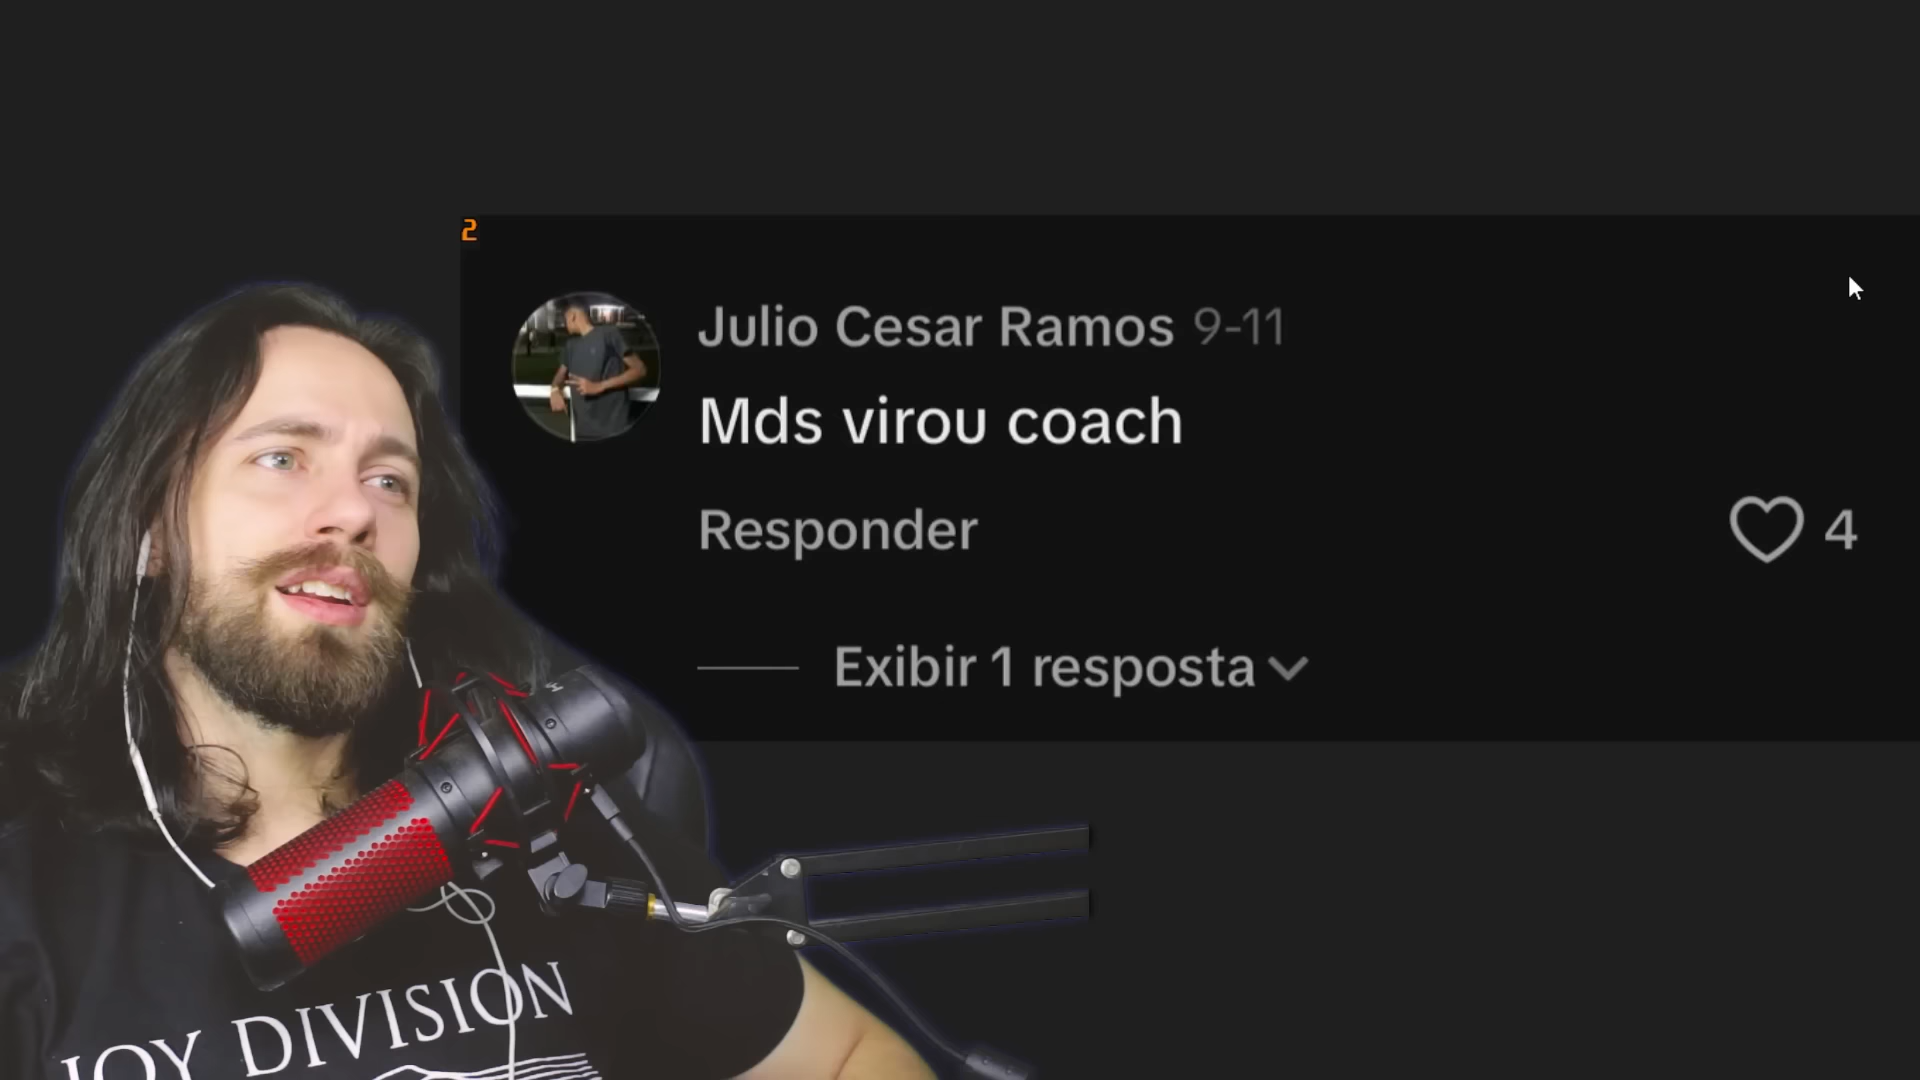 2
Julio Cesar Ramos 9-11
Mds virou coach
Responder
4
Exibir 1 resposta
JOY DIVISION